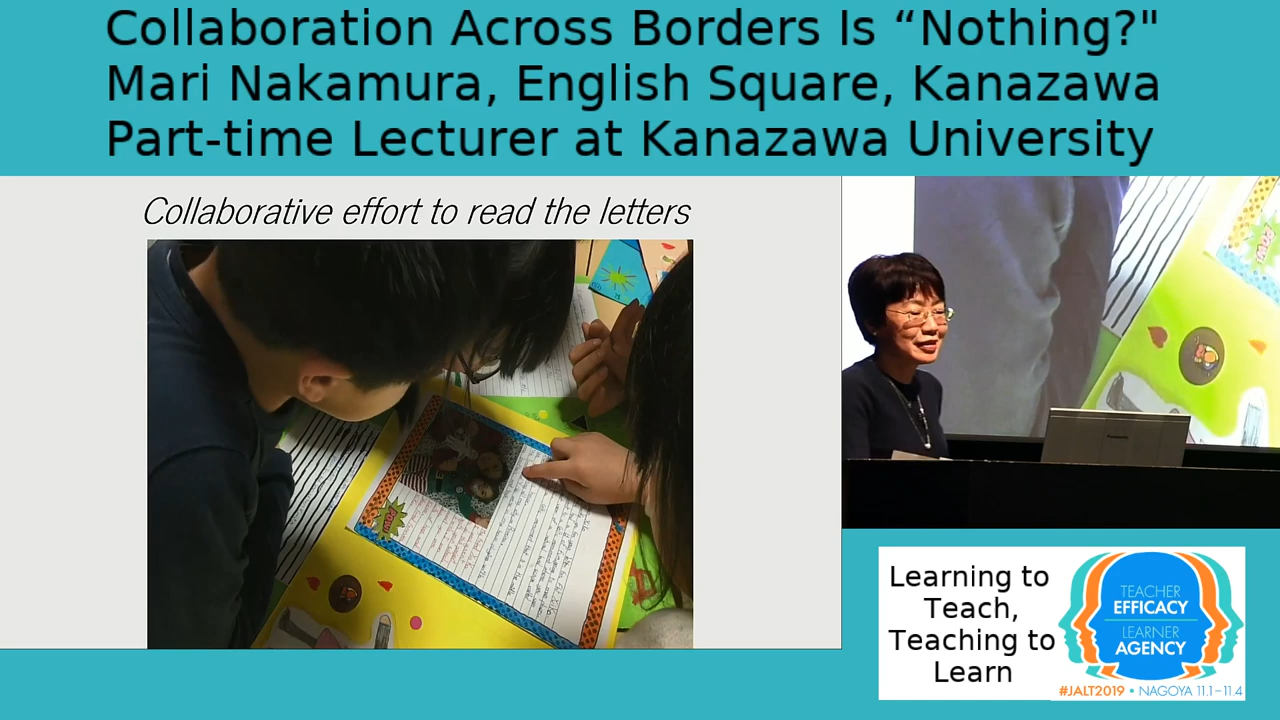 Collaboration Across Borders Is “Nothing?"
Mari Nakamura, English Square, Kanazawa
Part-time Lecturer at Kanazawa University
Collaborative effort to read the letters
POW!
Learning to
Teach,
Teaching to
Learn
TEACHER
EFFICACY
LEARNER
AGENCY
#JALT2019 • NAGOYA 11.1–11.4